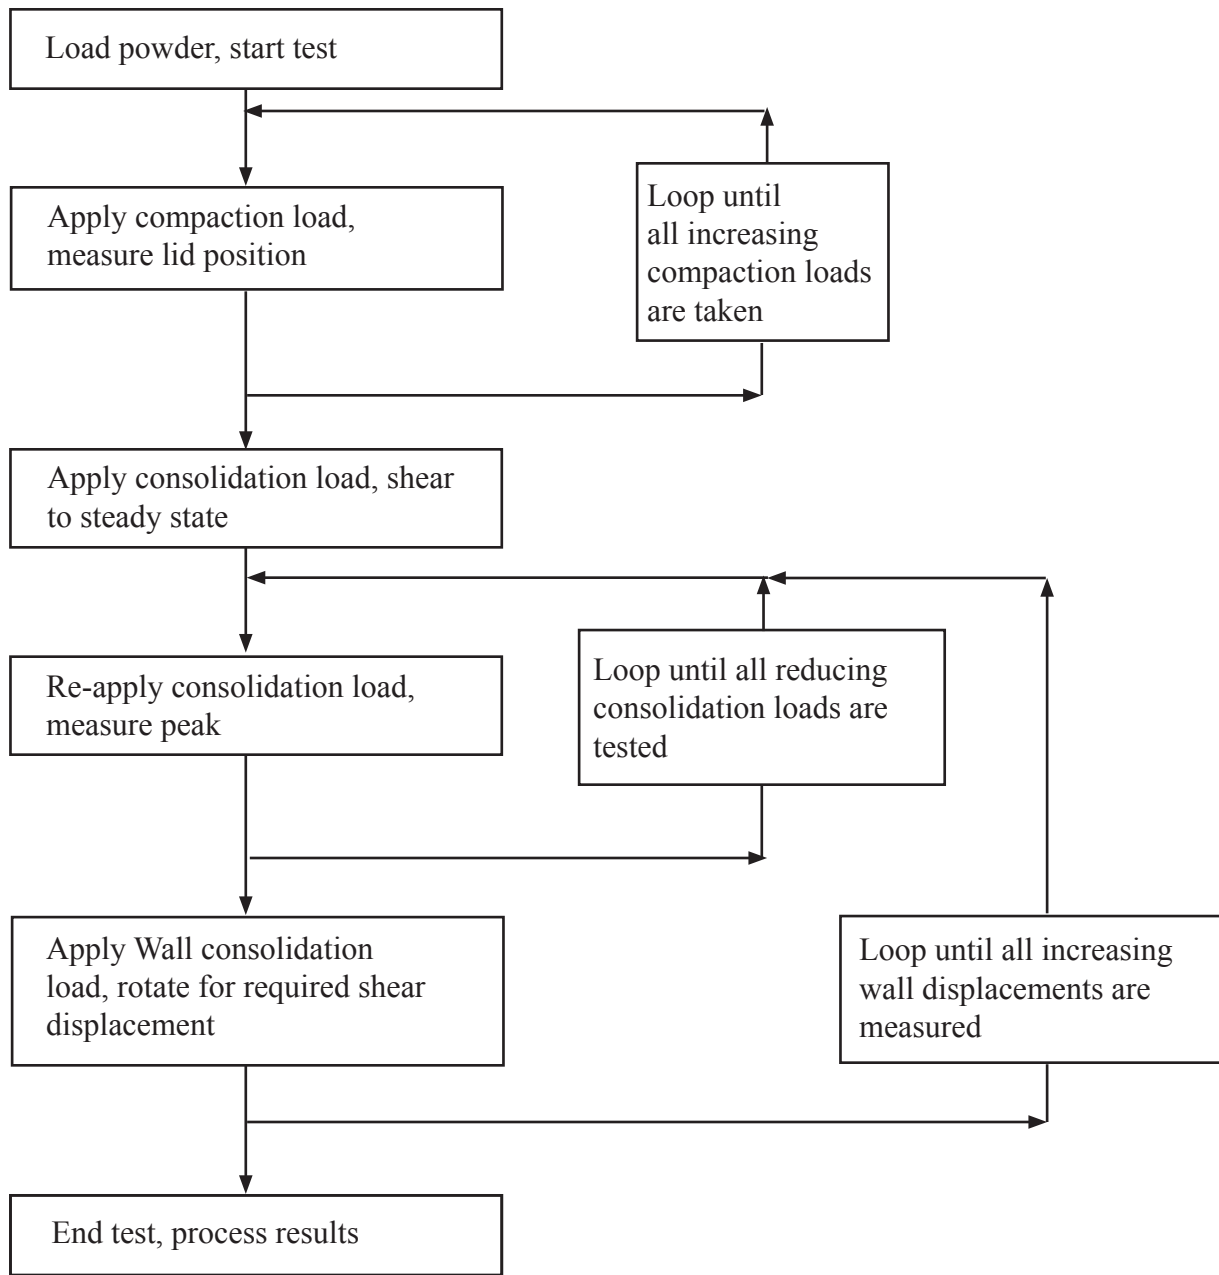 Load powder, start test
Apply compaction load,
measure lid position
Loop until
all increasing
compaction loads
are taken
Apply consolidation load, shear
to steady state
Re-apply consolidation load,
measure peak
Loop until all reducing
consolidation loads are
tested
Apply Wall consolidation
load, rotate for required shear
displacement
Loop until all increasing
wall displacements are
measured
End test, process results